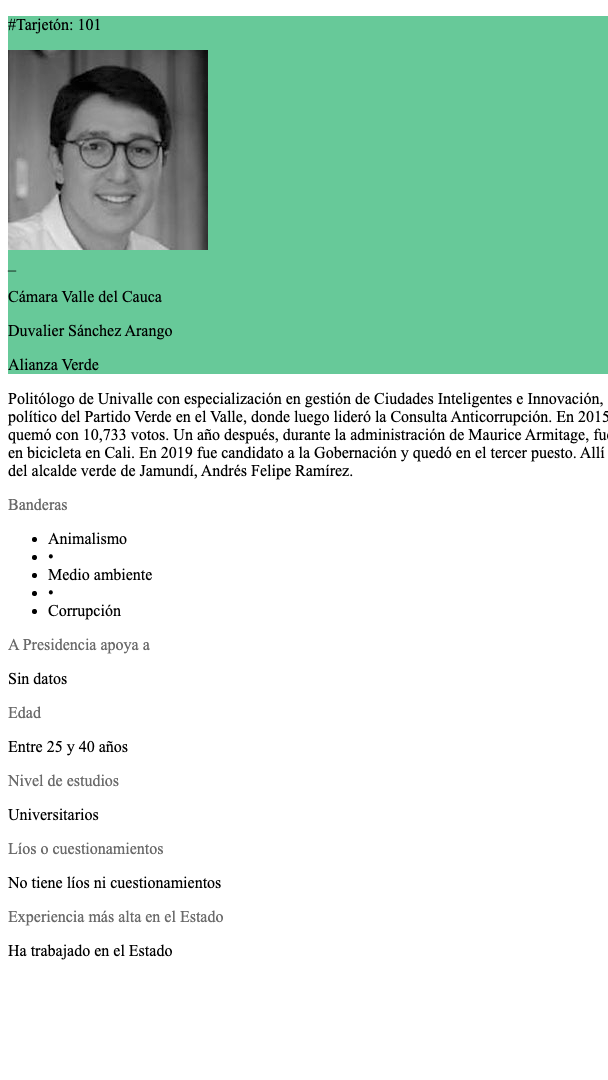 #Tarjetón: 101
_
Cámara Valle del Cauca
Duvalier Sánchez Arango
Alianza Verde
Politólogo de Univalle con especialización en gestión de Ciudades Inteligentes e Innovación,
político del Partido Verde en el Valle, donde luego lideró la Consulta Anticorrupción. En 2015
quemó con 10,733 votos. Un año después, durante la administración de Maurice Armitage,
en bicicleta en Cali. En 2019 fue candidato a la Gobernación y quedó en el tercer puesto. Allí
del alcalde verde de Jamundí, Andrés Felipe Ramírez.
Banderas
• Animalismo
• •
• Medio ambiente
• •
• Corrupción
A Presidencia apoya a
Sin datos
Edad
Entre 25 y 40 años
Nivel de estudios
Universitarios
Líos o cuestionamientos
No tiene líos ni cuestionamientos
Experiencia más alta en el Estado
Ha trabajado en el Estado